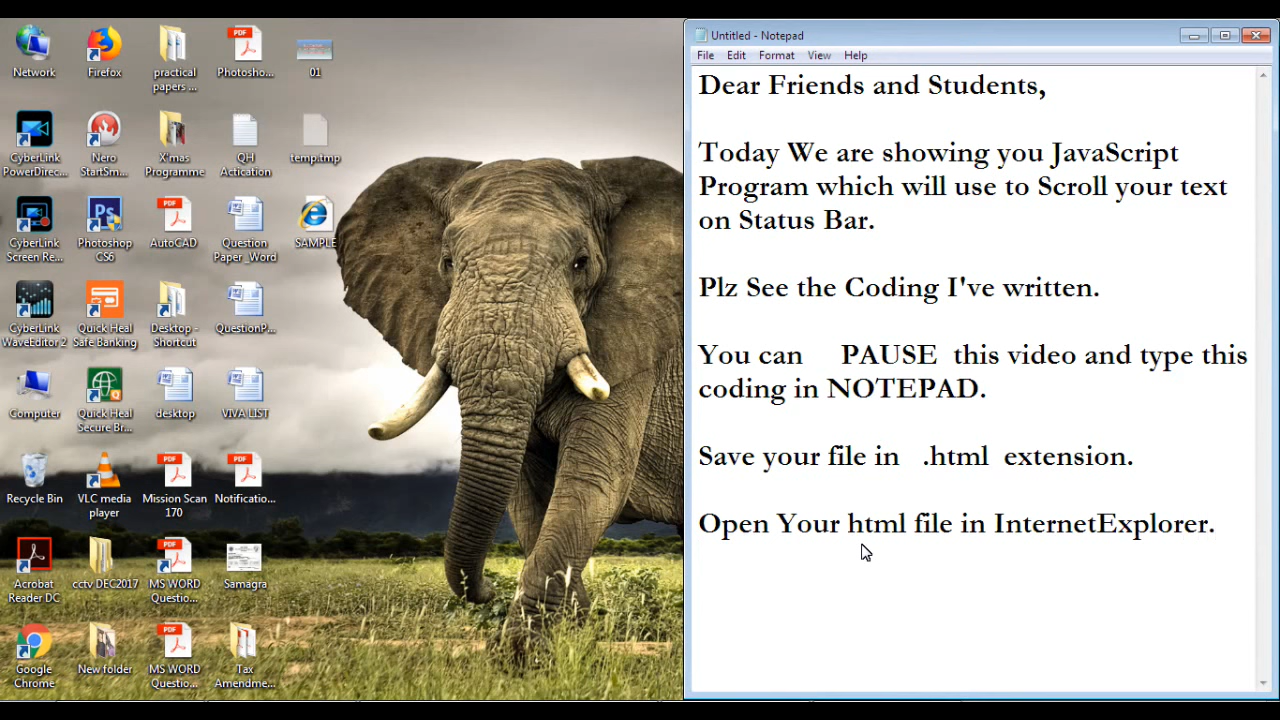 Network
Firefox
practical
papers ...
Photosho...
01
CyberLink
PowerDirec...
Nero
StartSm...
X'mas
Programme
QH
Actication
temp.tmp
CyberLink
Screen Re...
Photoshop
CS6
AutoCAD
Question
Paper_Word
SAMPLE
CyberLink
WaveEditor 2
Quick Heal
Safe Banking
Desktop -
Shortcut
QuestionP...
Computer
Quick Heal
Secure Br...
desktop
VIVA LIST
Recycle Bin
VLC media
player
Mission Scan
170
Notificatio...
Acrobat
Reader DC
cctv DEC2017
MS WORD
Questio...
Samagra
Google
Chrome
New folder
MS WORD
Questio...
Tax
Amendme...
Untitled - Notepad
File Edit Format View Help
Dear Friends and Students,
Today We are showing you JavaScript
Program which will use to Scroll your text
on Status Bar.
Plz See the Coding I've written.
You can PAUSE this video and type this
coding in NOTEPAD.
Save your file in .html extension.
Open Your html file in InternetExplorer.